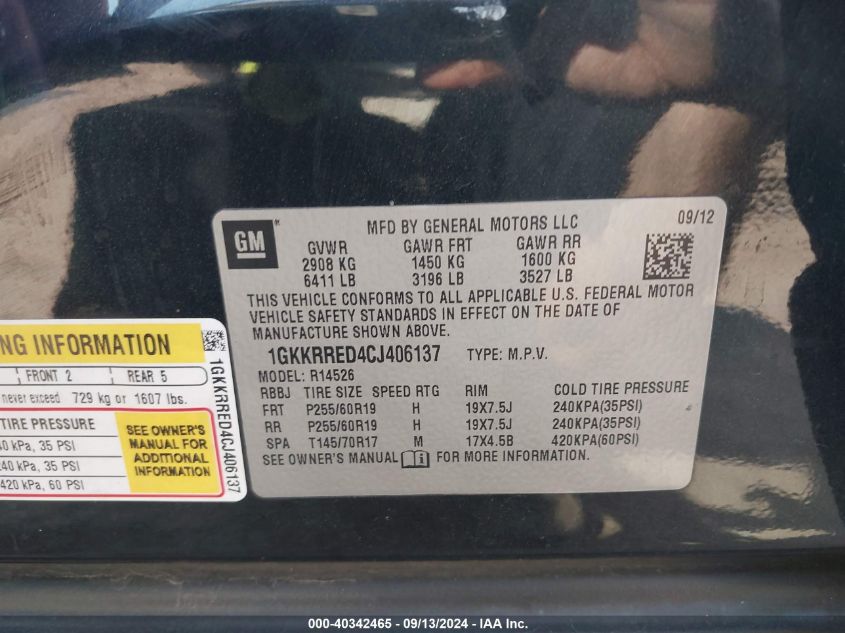 GM
MFD BY GENERAL MOTORS LLC 09/12
GVWR GAWR FRT GAWR RR
2908 KG 1450 KG 1600 KG
6411 LB 3196 LB 3527 LB
THIS VEHICLE CONFORMS TO ALL APPLICABLE U.S. FEDERAL MOTOR
VEHICLE SAFETY STANDARDS IN EFFECT ON THE DATE OF
MANUFACTURE SHOWN ABOVE.
1GKKRRED4CJ406137 TYPE: M.P.V.
MODEL: R14526
RBBJ TIRE SIZE SPEED RTG RIM COLD TIRE PRESSURE
FRT P255/60R19 H 19X7.5J 240KPA(35PSI)
RR P255/60R19 H 19X7.5J 240KPA(35PSI)
SPA T145/70R17 M 17X4.5B 420KPA(60PSI)
SEE OWNER'S MANUAL FOR MORE INFORMATION.
NG INFORMATION
FRONT 2 REAR 5
never exceed 729 kg or 1607 lbs.
TIRE PRESSURE
0 kPa, 35 PSI
240 kPa, 35 PSI
420 kPa, 60 PSI
SEE OWNER'S
MANUAL FOR
ADDITIONAL
INFORMATION
1GKKRRED4CJ406137
000-40342465 - 09/13/2024 - IAA Inc.